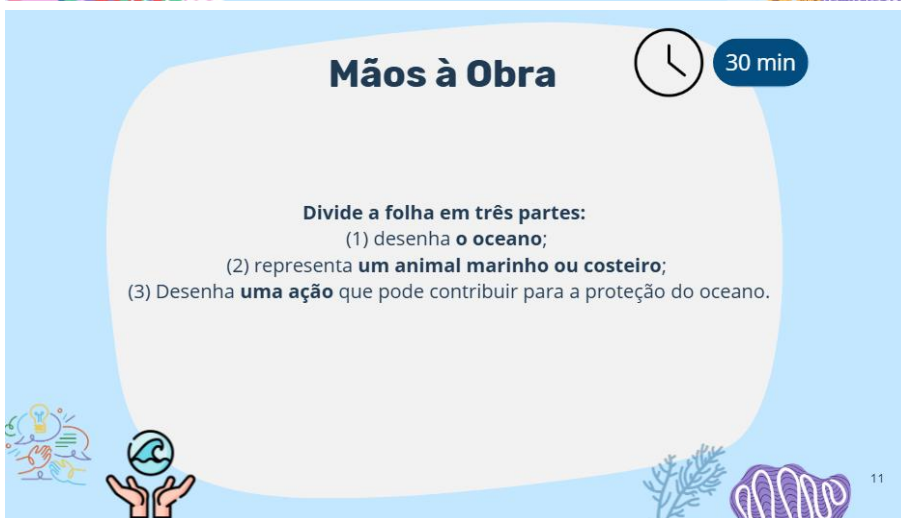 Mãos à Obra
30 min
Divide a folha em três partes:
(1) desenha o oceano;
(2) representa um animal marinho ou costeiro;
(3) Desenha uma ação que pode contribuir para a proteção do oceano.
11